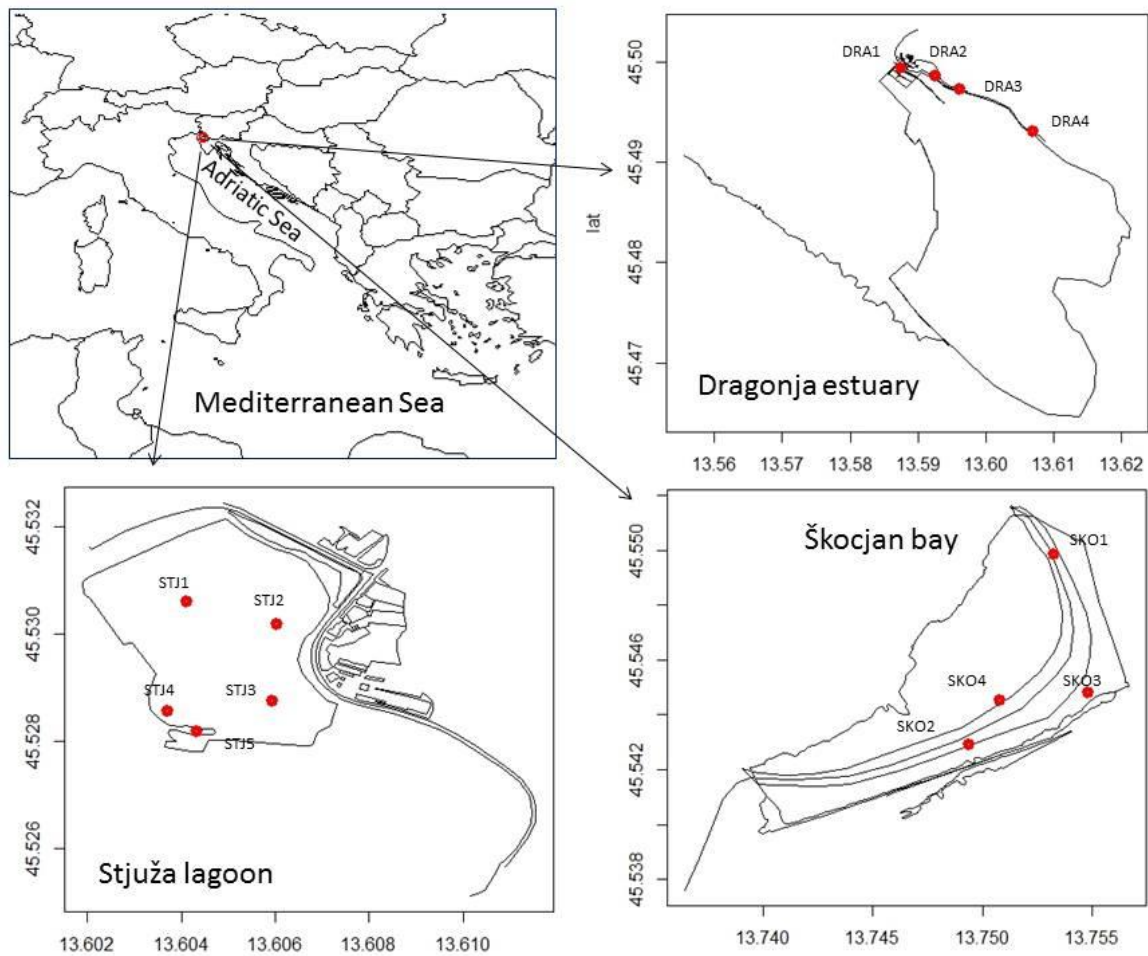 Adriatic Sea
Mediterranean Sea
DRA1
DRA2
DRA3
DRA4
Dragonja estuary
lat
45.50
45.49
45.48
45.47
13.56
13.57
13.58
13.59
13.60
13.61
13.62
STJ1
STJ2
STJ3
STJ4
STJ5
Stjuža lagoon
45.532
45.530
45.528
45.526
13.602
13.604
13.606
13.608
13.610
Škocjan bay
SKO1
SKO4
SKO3
SKO2
45.550
45.546
45.542
45.538
13.740
13.745
13.750
13.755